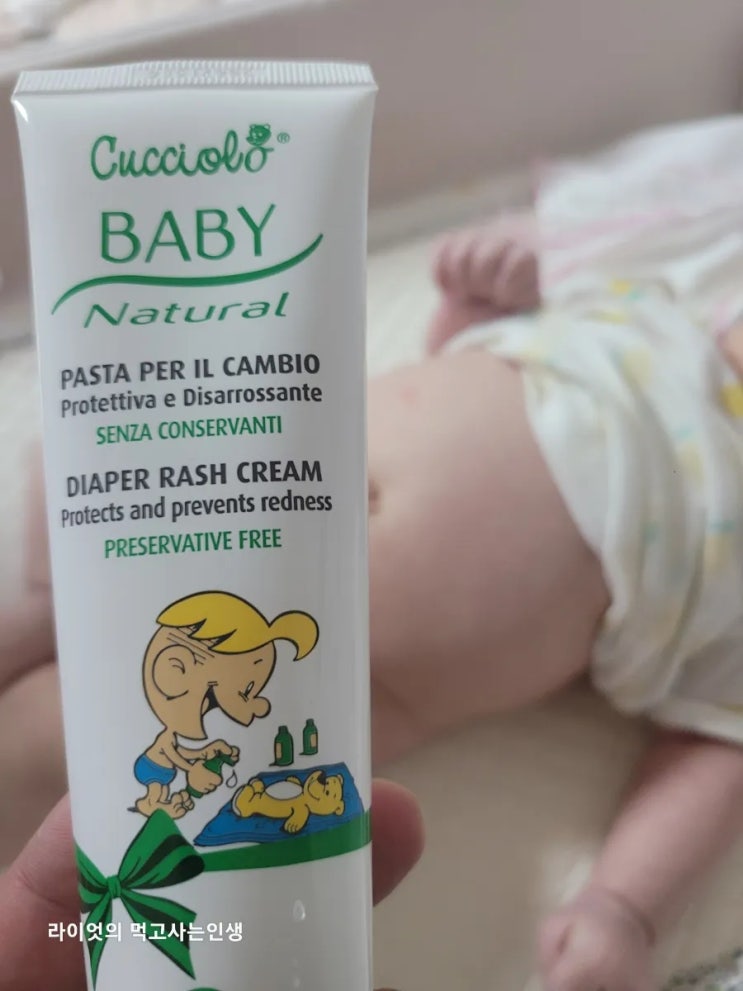 Cucciolo®
BABY
Natural
PASTA PER IL CAMBIO
Protettiva e Disarrossante
SENZA CONSERVANTI
DIAPER RASH CREAM
Protects and prevents redness
PRESERVATIVE FREE
라이엇의 먹고사는인생